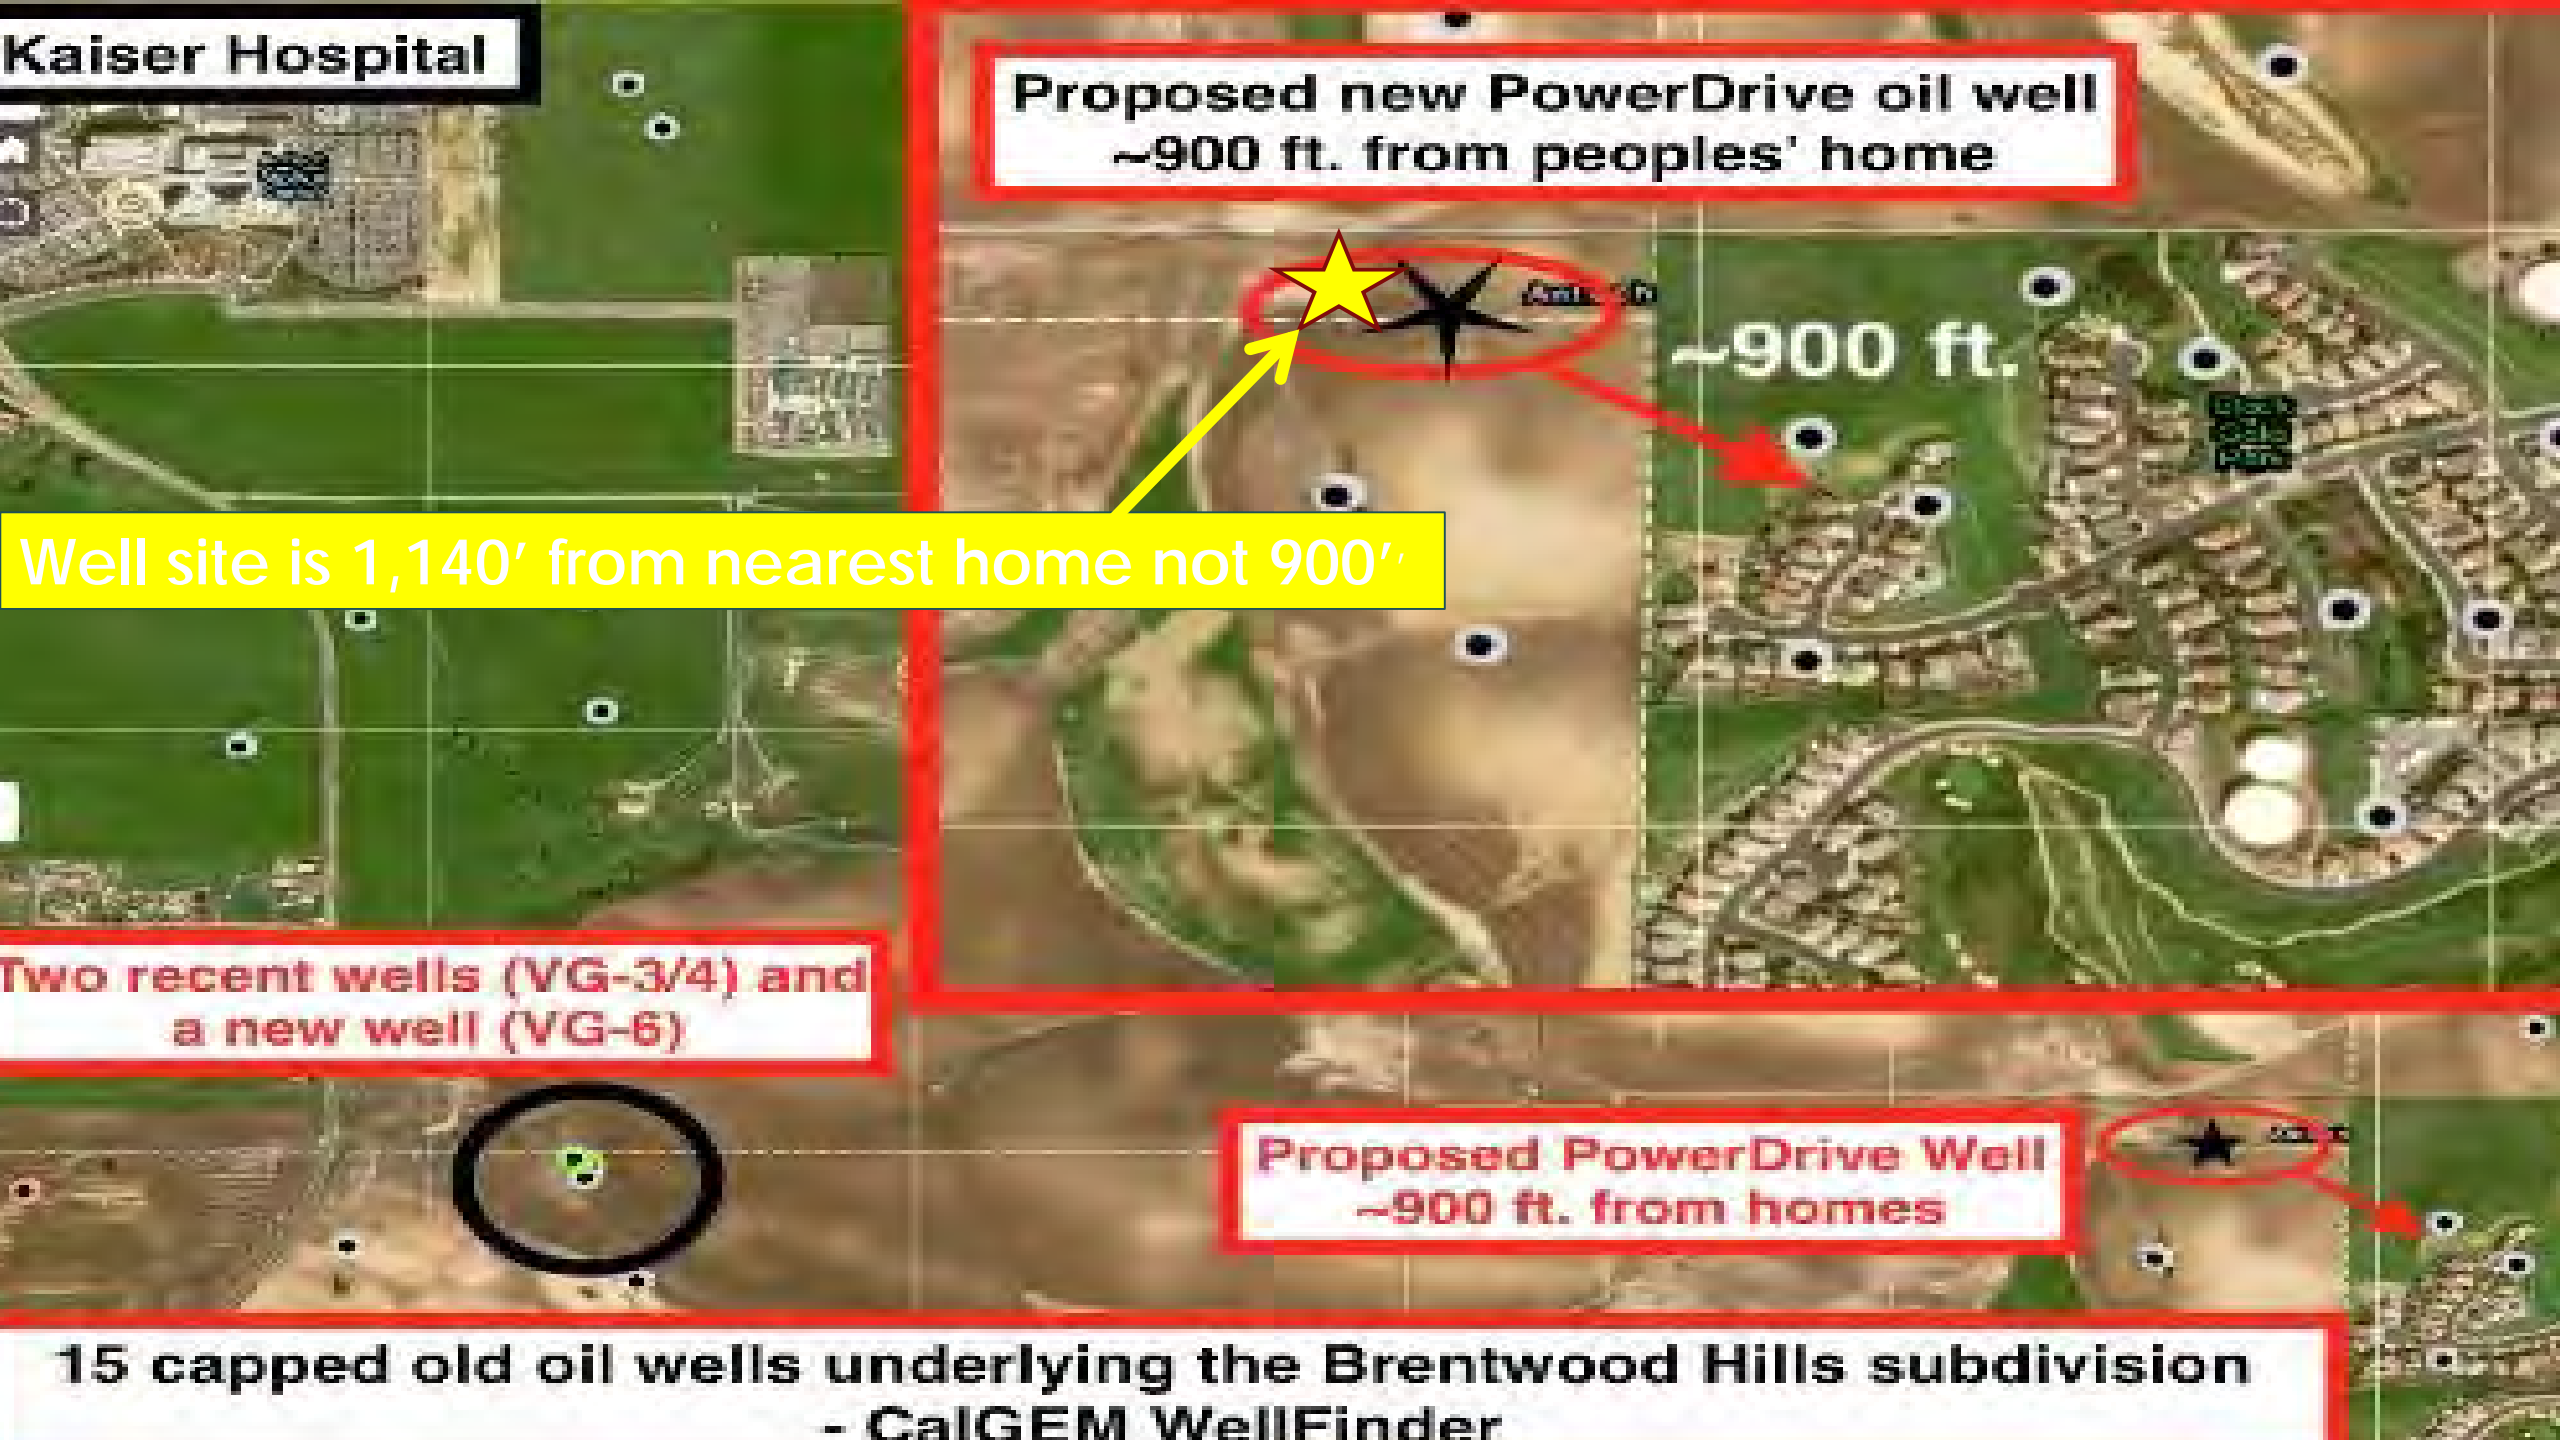 Kaiser Hospital
Proposed new PowerDrive oil well
~900 ft. from peoples' home
~900 ft.
Well site is 1,140’ from nearest home not 900’’
Two recent wells (VG-3/4) and
a new well (VG-6)
Proposed PowerDrive Well
~900 ft. from homes
15 capped old oil wells underlying the Brentwood Hills subdivision
- CalGEM WellFinder